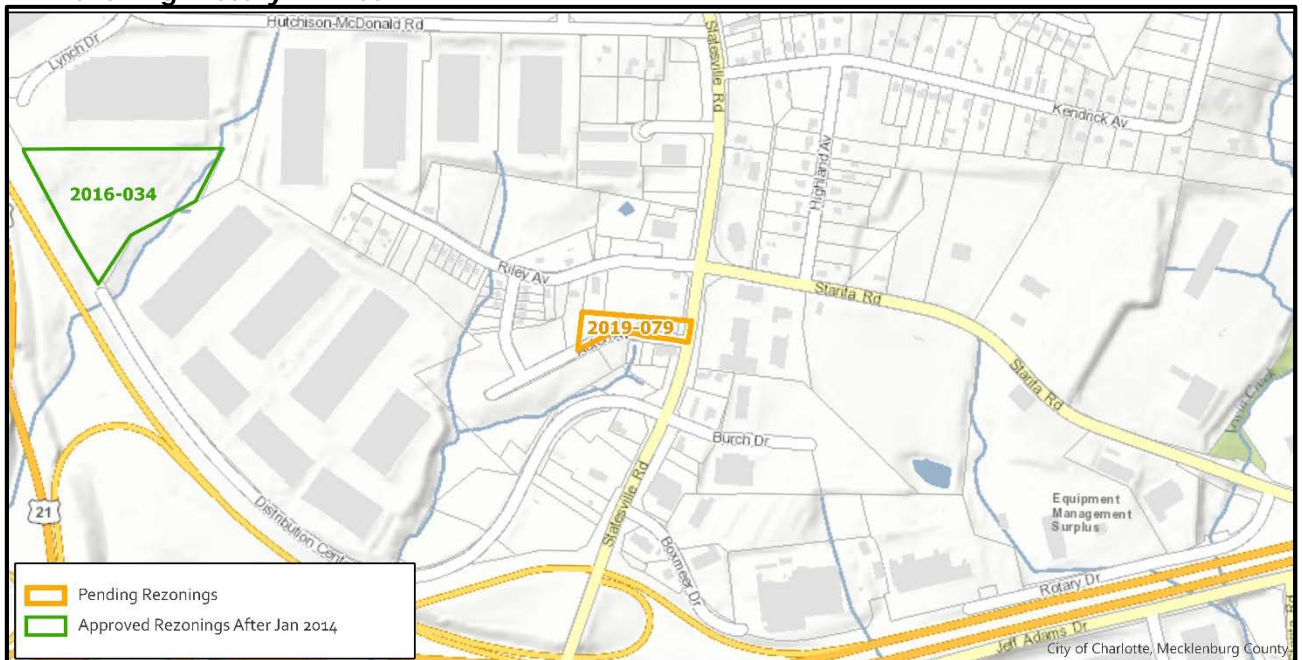 Hutchison-McDonald Rd
Lynch Dr
Statesville Rd
Kendrick Av
Highland Av
2016-034
Riley Av
Starita Rd
2019-079
Starita Rd
Burch Dr
Statesville Rd
Equipment
Management
Surplus
21
Distribution Center
Boxmeer Dr
Rotary Dr
Jeff Adams Dr
Pending Rezonings
Approved Rezonings After Jan 2014
City of Charlotte, Mecklenburg County